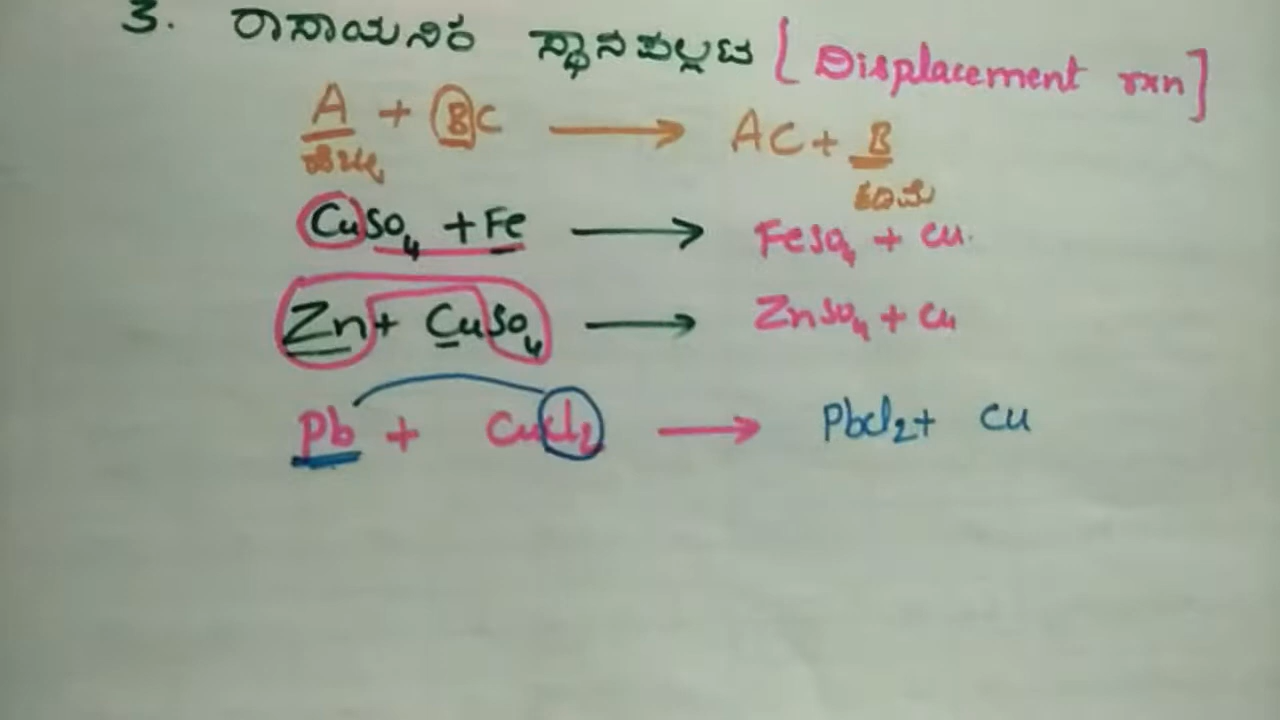 3. ರಾಸಾಯನಿಕ ಸ್ಥಾನಪಲ್ಲಟ [Displacement rxn]
A + BC → AC + B
ಹೆಚ್ಚು ಕಡಿಮೆ
CuSO4 + Fe → FeSO4 + Cu.
Zn + CuSO4 → ZnSO4 + Cu
Pb + CuCl2 → PbCl2 + Cu